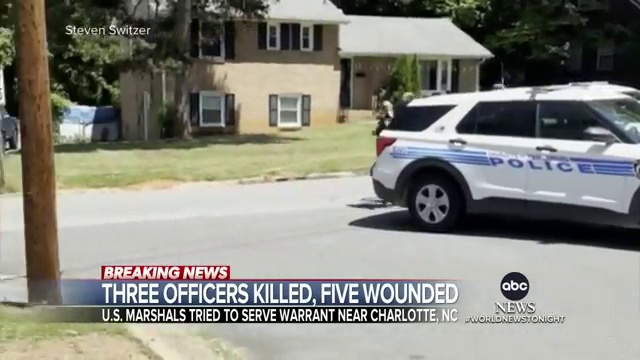 Steven Switzer
POLICE
BREAKING NEWS
THREE OFFICERS KILLED, FIVE WOUNDED
U.S. MARSHALS TRIED TO SERVE WARRANT NEAR CHARLOTTE, NC
abc
NEWS
#WORLDNEWSTONIGHT